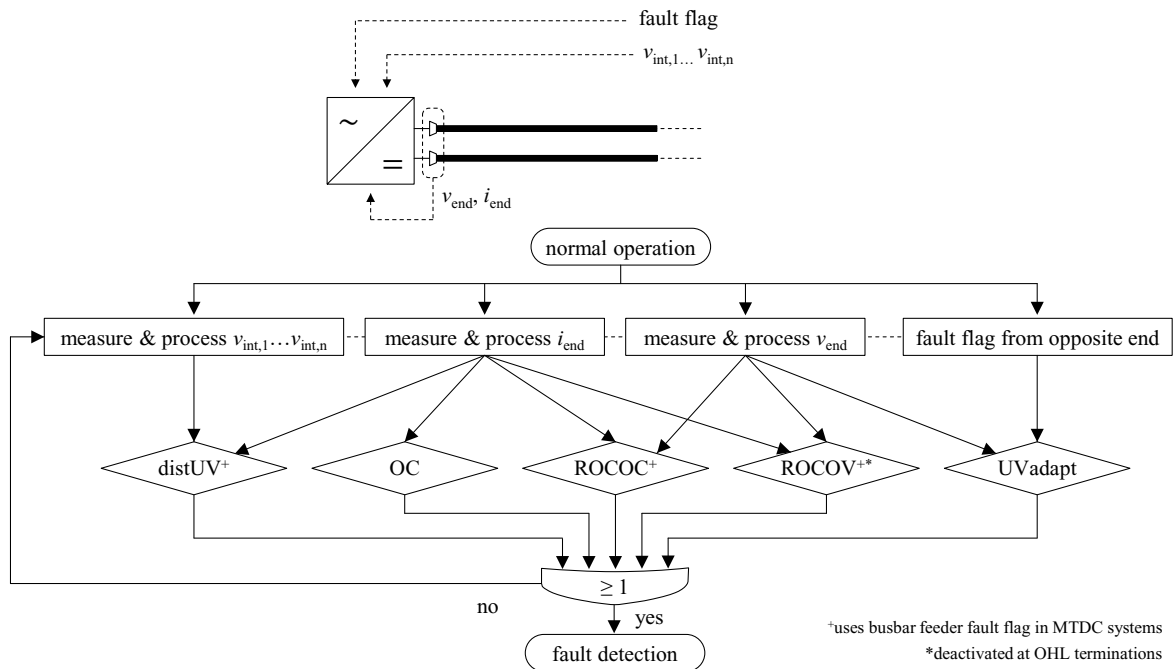 fault flag
v_int,1… v_int,n
~
=
v_end, i_end
normal operation
measure & process v_int,1…v_int,n
measure & process i_end
measure & process v_end
fault flag from opposite end
distUV⁺
OC
ROCOC⁺
ROCOV⁺*
UVadapt
≥ 1
no
yes
fault detection
⁺uses busbar feeder fault flag in MTDC systems
*deactivated at OHL terminations